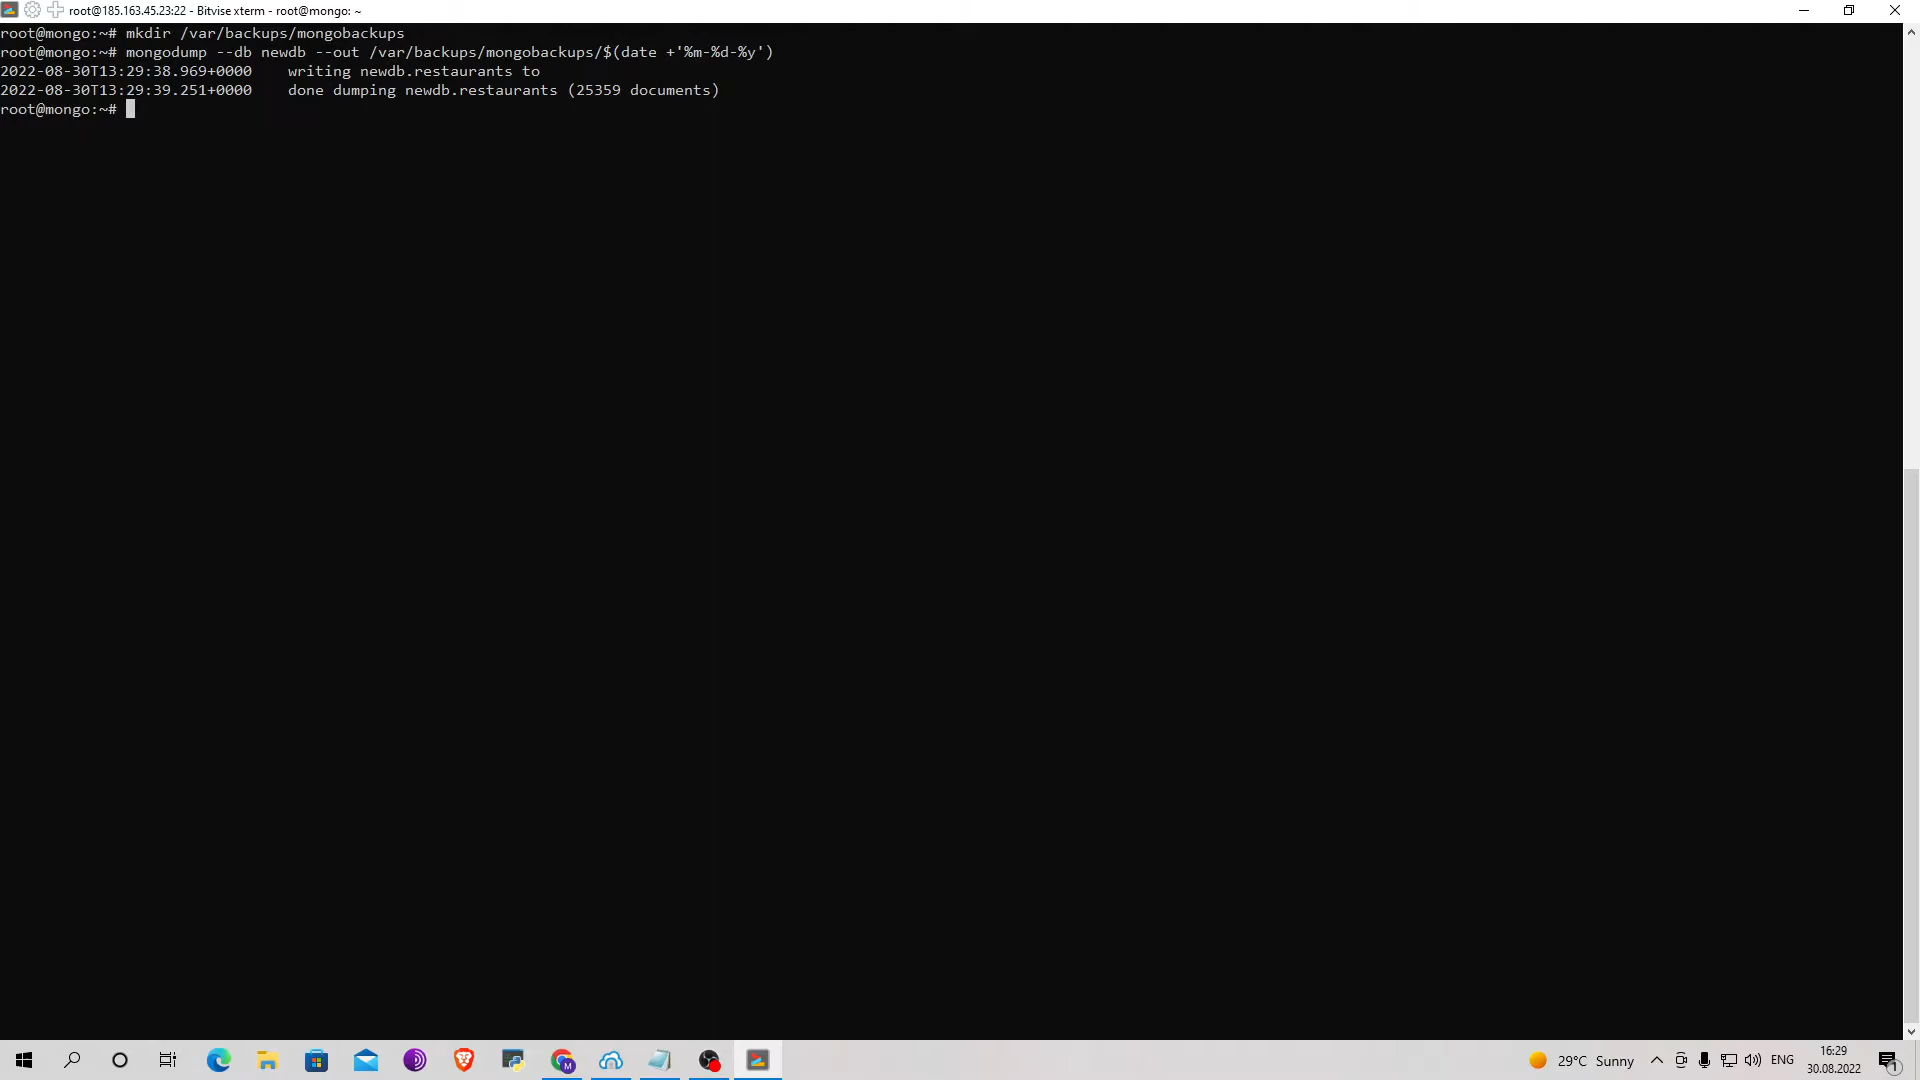 root@185.163.45.23:22 - Bitvise xterm - root@mongo: ~
root@mongo:~# mkdir /var/backups/mongobackups
root@mongo:~# mongodump --db newdb --out /var/backups/mongobackups/$(date +'%m-%d-%y')
2022-08-30T13:29:38.969+0000    writing newdb.restaurants to
2022-08-30T13:29:39.251+0000    done dumping newdb.restaurants (25359 documents)
root@mongo:~#
M
29°C Sunny
ENG
16:29
30.08.2022
1